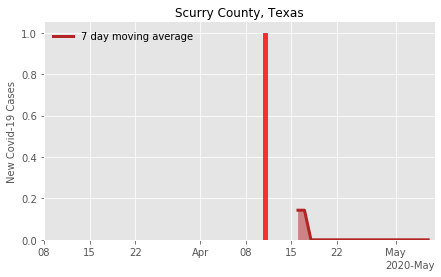 Scurry County, Texas
7 day moving average
New Covid-19 Cases
1.0
0.8
0.6
0.4
0.2
0.0
08 15 22 Apr 08 15 22 May
2020-May